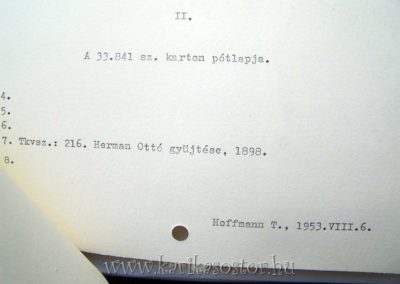 II.
A 33.841 sz. karton pótlapja.
4.
5.
6.
7. Tkvsz.: 216. Herman Ottó gyüjtése, 1898.
8.
Hoffmann T., 1953.VIII.6.
www.karikasostor.hu